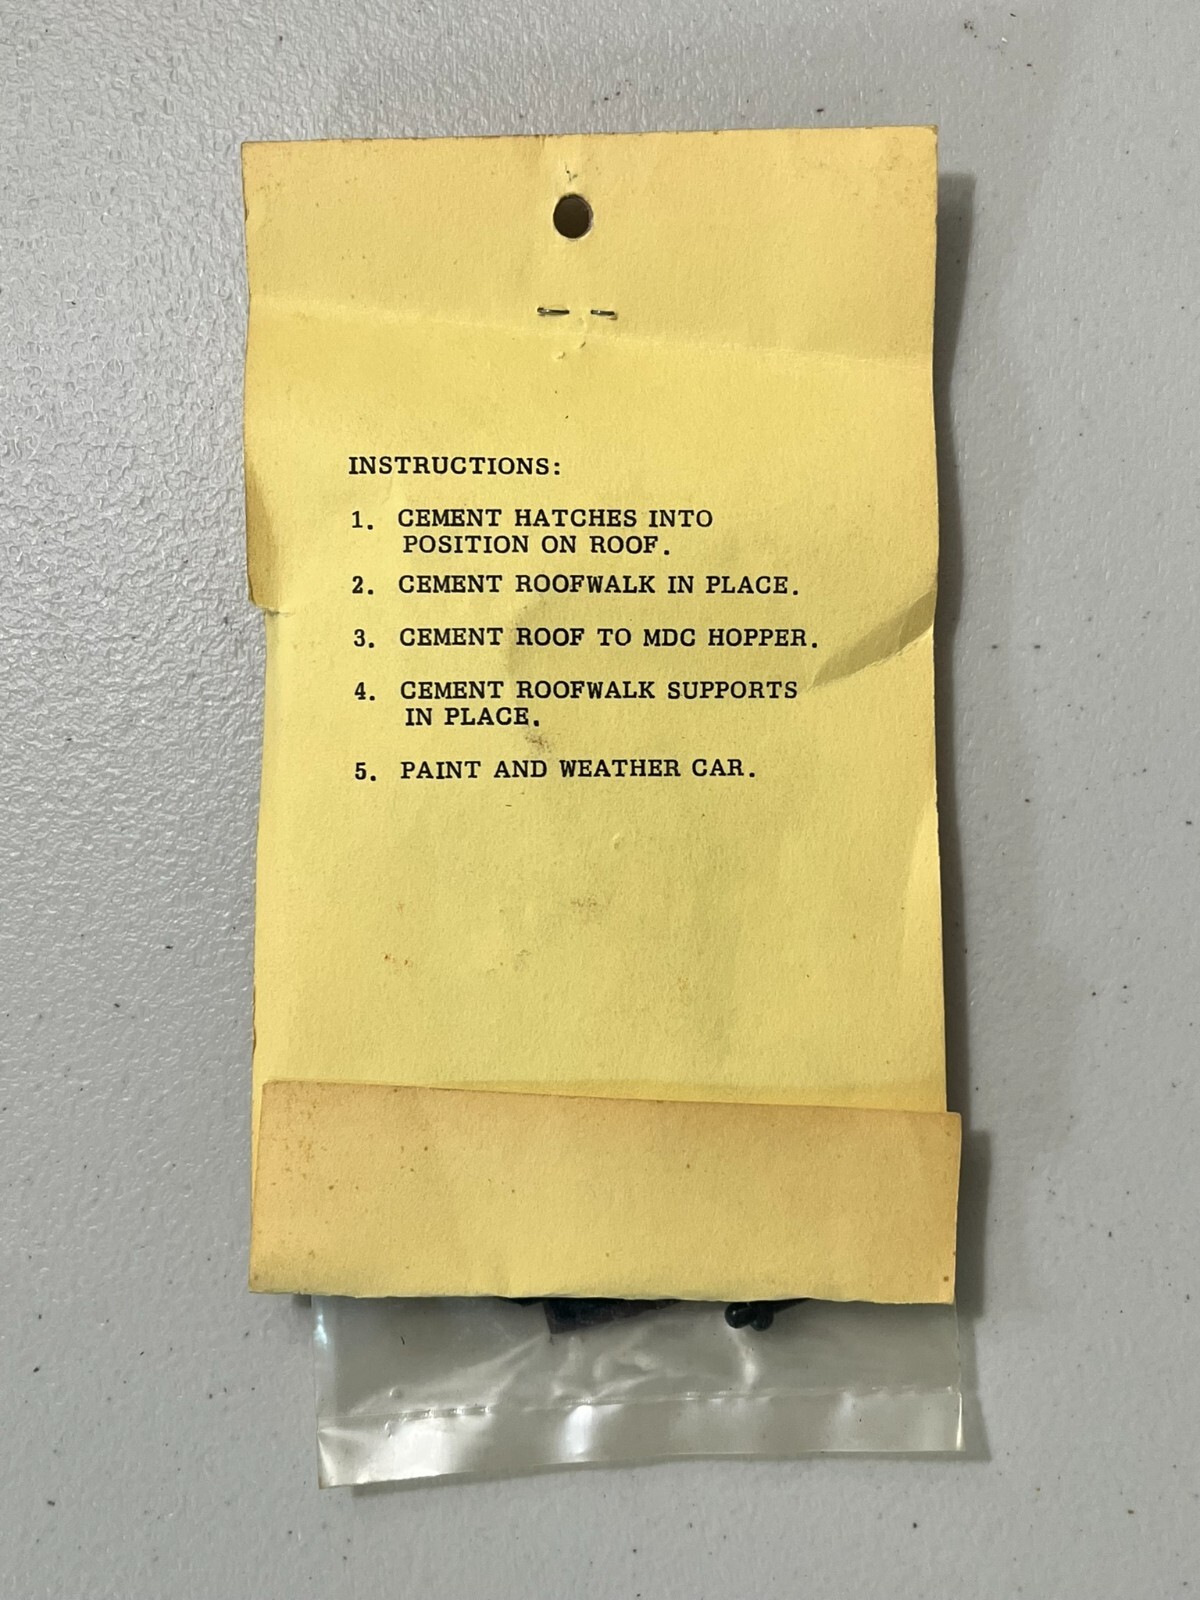 INSTRUCTIONS:
1. CEMENT HATCHES INTO
POSITION ON ROOF.
2. CEMENT ROOFWALK IN PLACE.
3. CEMENT ROOF TO MDC HOPPER.
4. CEMENT ROOFWALK SUPPORTS
IN PLACE.
5. PAINT AND WEATHER CAR.